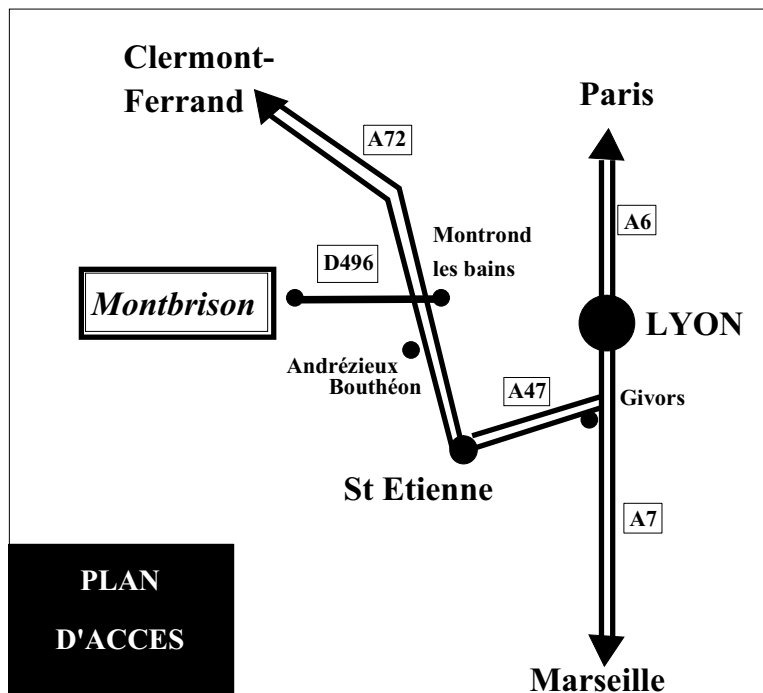 Clermont-
Ferrand
Paris
A72
A6
Montrond
les bains
D496
Montbrison
LYON
Andrézieux
Bouthéon
A47
Givors
St Etienne
A7
PLAN
D'ACCES
Marseille